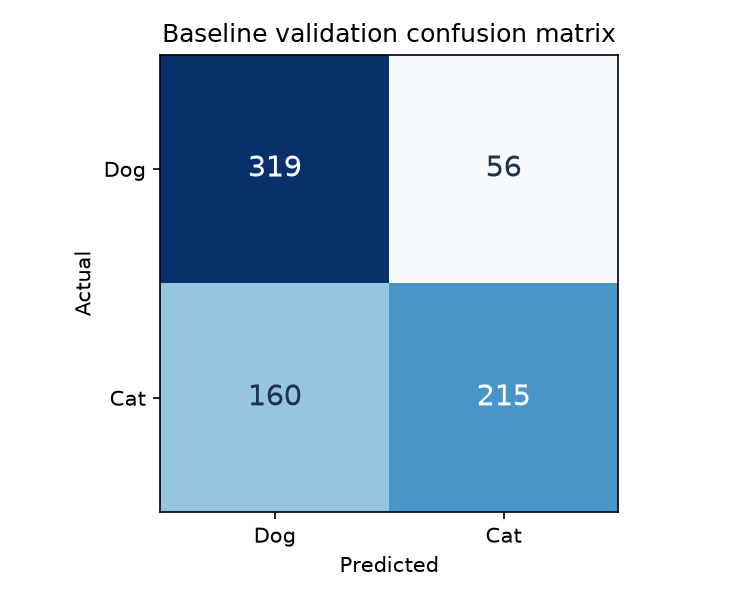 Baseline validation confusion matrix
Dog
319
56
Actual
Cat
160
215
Dog
Cat
Predicted